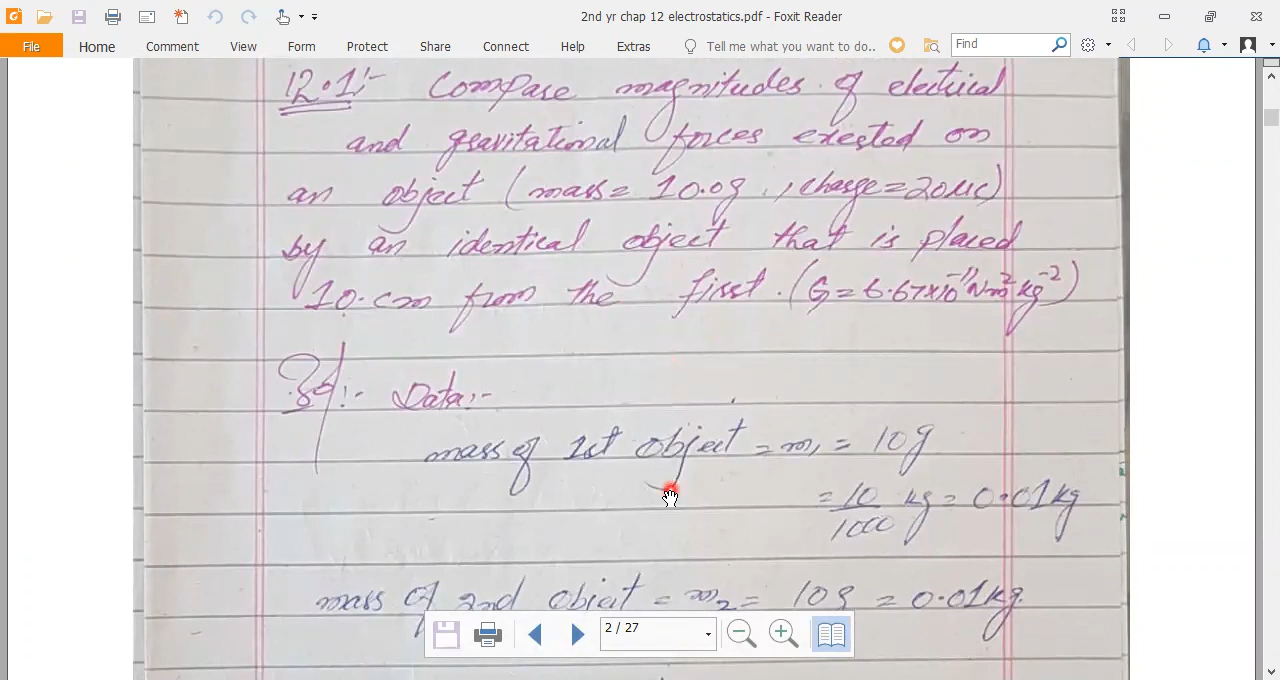 2nd yr chap 12 electrostatics.pdf - Foxit Reader
File Home Comment View Form Protect Share Connect Help Extras Tell me what you want to do.. Find
12.1:- Compare magnitudes of electrical
and gravitational forces exerted on
an object (mass = 10.0g , charge = 20μc)
by an identical object that is placed
10.cm from the first. (G = 6.67×10⁻¹¹Nm²kg⁻²)
Sol:- Data:-
mass of 1st object = m₁ = 10g
= 10/1000 kg = 0.01kg
mass of 2nd object = m₂ = 10g = 0.01kg.
2 / 27